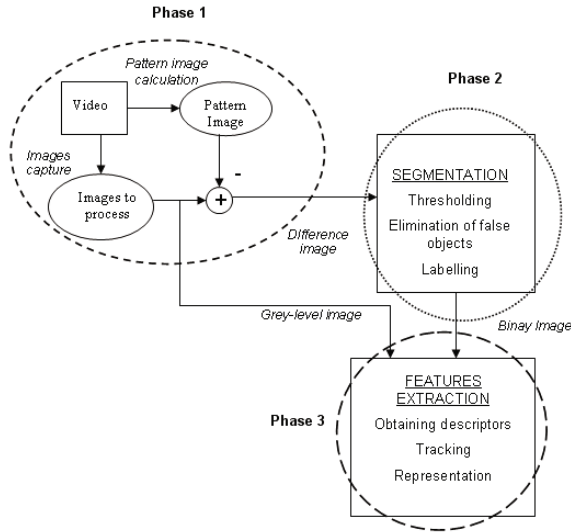 Phase 1
Pattern image
calculation
Phase 2
Video
Pattern
Image
Images
capture
-
Images to
process
+
SEGMENTATION
Thresholding
Elimination of false
objects
Labelling
DIfference
image
Grey-level image
Binay Image
FEATURES
EXTRACTION
Phase 3
Obtaining descriptors
Tracking
Representation